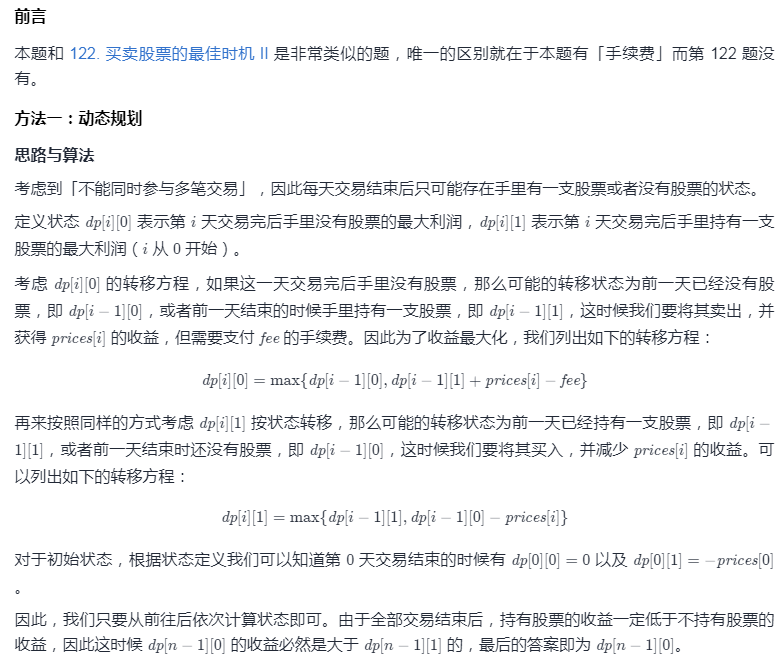 前言
本题和 122. 买卖股票的最佳时机 II 是非常类似的题，唯一的区别就在于本题有「手续费」而第 122 题没
有。
方法一：动态规划
思路与算法
考虑到「不能同时参与多笔交易」，因此每天交易结束后只可能存在手里有一支股票或者没有股票的状态。
定义状态 dp[i][0] 表示第 i 天交易完后手里没有股票的最大利润，dp[i][1] 表示第 i 天交易完后手里持有一支
股票的最大利润（i 从 0 开始）。
考虑 dp[i][0] 的转移方程，如果这一天交易完后手里没有股票，那么可能的转移状态为前一天已经没有股
票，即 dp[i − 1][0]，或者前一天结束的时候手里持有一支股票，即 dp[i − 1][1]，这时候我们要将其卖出，并
获得 prices[i] 的收益，但需要支付 fee 的手续费。因此为了收益最大化，我们列出如下的转移方程：
dp[i][0] = max{dp[i − 1][0], dp[i − 1][1] + prices[i] − fee}
再来按照同样的方式考虑 dp[i][1] 按状态转移，那么可能的转移状态为前一天已经持有一支股票，即 dp[i −
1][1]，或者前一天结束时还没有股票，即 dp[i − 1][0]，这时候我们要将其买入，并减少 prices[i] 的收益。可
以列出如下的转移方程：
dp[i][1] = max{dp[i − 1][1], dp[i − 1][0] − prices[i]}
对于初始状态，根据状态定义我们可以知道第 0 天交易结束的时候有 dp[0][0] = 0 以及 dp[0][1] = −prices[0]
。
因此，我们只要从前往后依次计算状态即可。由于全部交易结束后，持有股票的收益一定低于不持有股票的
收益，因此这时候 dp[n − 1][0] 的收益必然是大于 dp[n − 1][1] 的，最后的答案即为 dp[n − 1][0]。